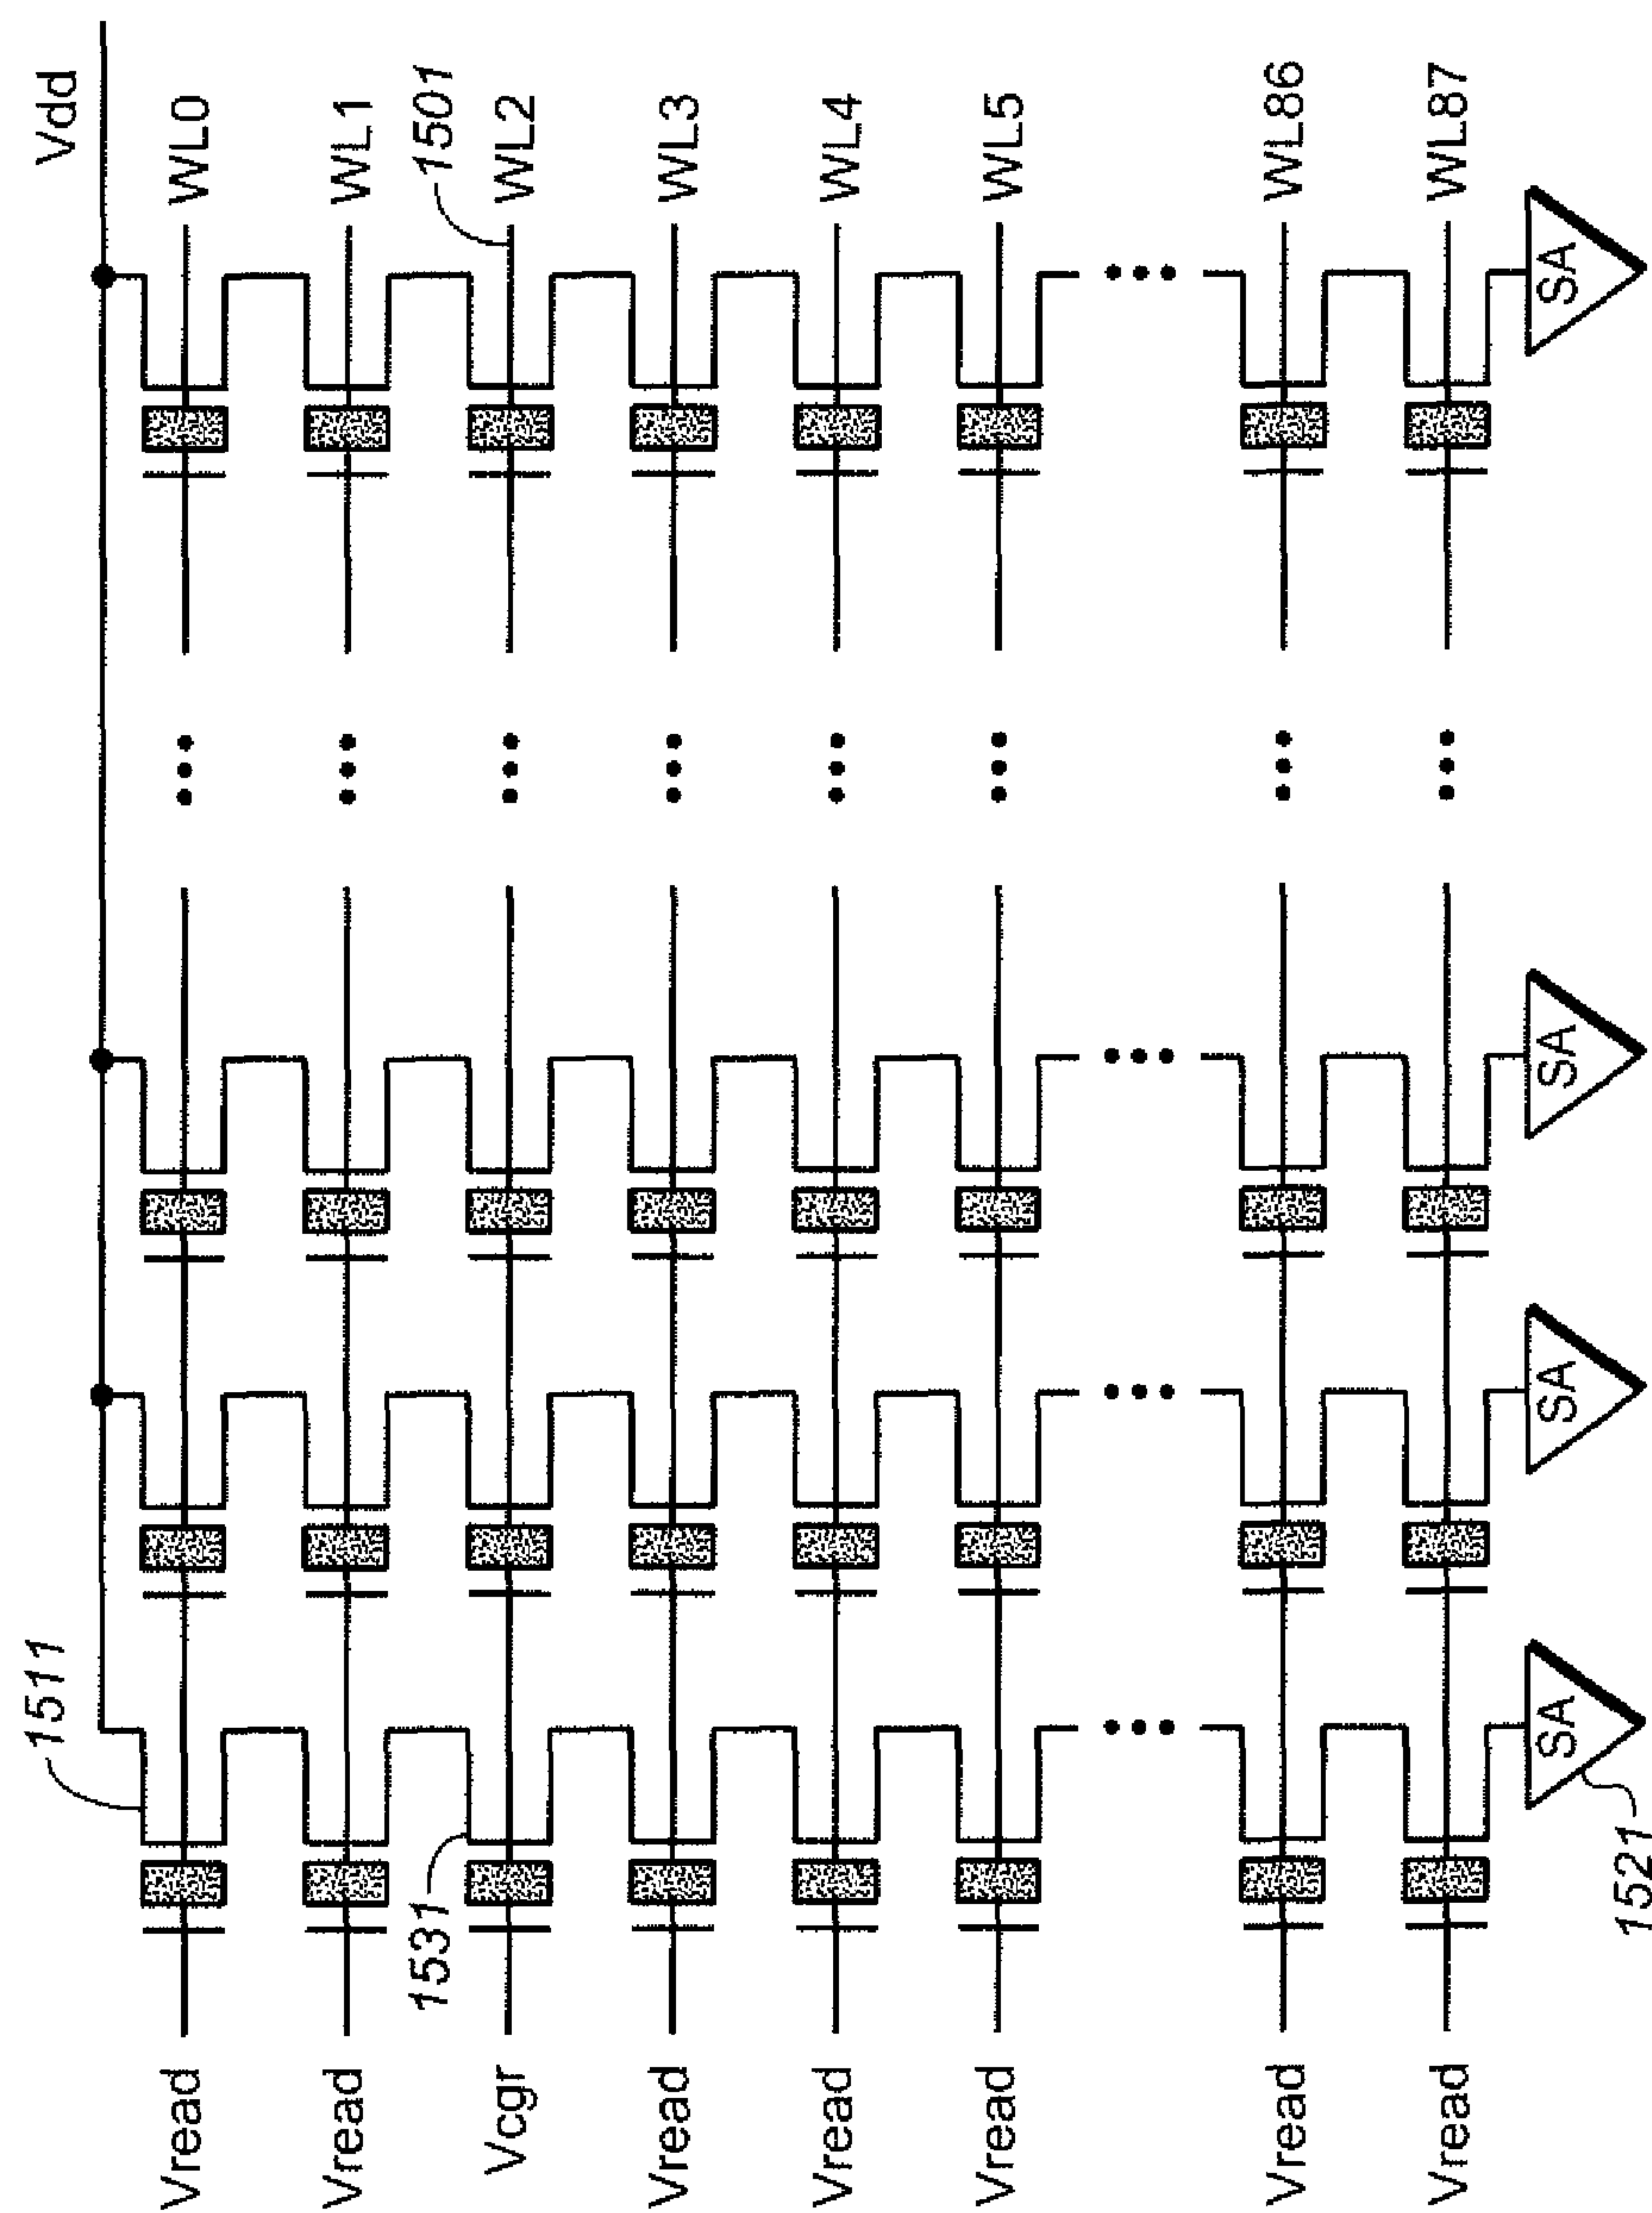 Vdd
WL0
WL1
1501
WL2
WL3
WL4
WL5
WL86
WL87
SA
SA
SA
SA
1511
1531
1521
Vread
Vread
Vcgr
Vread
Vread
Vread
Vread
Vread